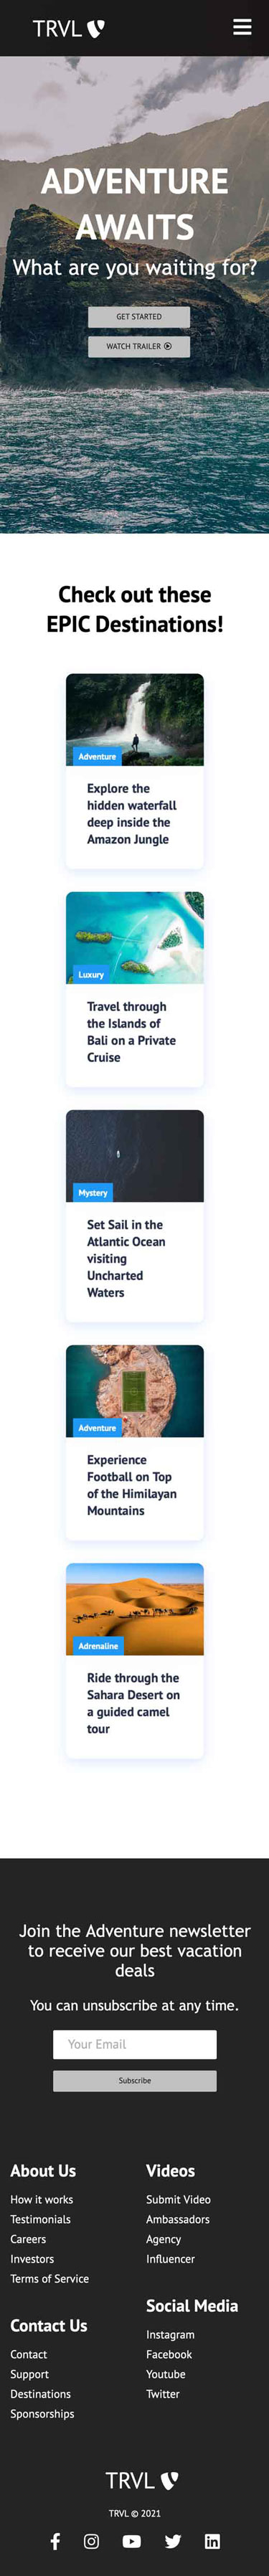 TRVL
ADVENTURE
AWAITS
What are you waiting for?
GET STARTED
WATCH TRAILER
Check out these
EPIC Destinations!
Adventure
Explore the
hidden waterfall
deep inside the
Amazon Jungle
Luxury
Travel through
the Islands of
Bali on a Private
Cruise
Mystery
Set Sail in the
Atlantic Ocean
visiting
Uncharted
Waters
Adventure
Experience
Football on Top
of the Himilayan
Mountains
Adrenaline
Ride through the
Sahara Desert on
a guided camel
tour
Join the Adventure newsletter
to receive our best vacation
deals
You can unsubscribe at any time.
Your Email
Subscribe
About Us
How it works
Testimonials
Careers
Investors
Terms of Service
Videos
Submit Video
Ambassadors
Agency
Influencer
Contact Us
Contact
Support
Destinations
Sponsorships
Social Media
Instagram
Facebook
Youtube
Twitter
TRVL
TRVL © 2021